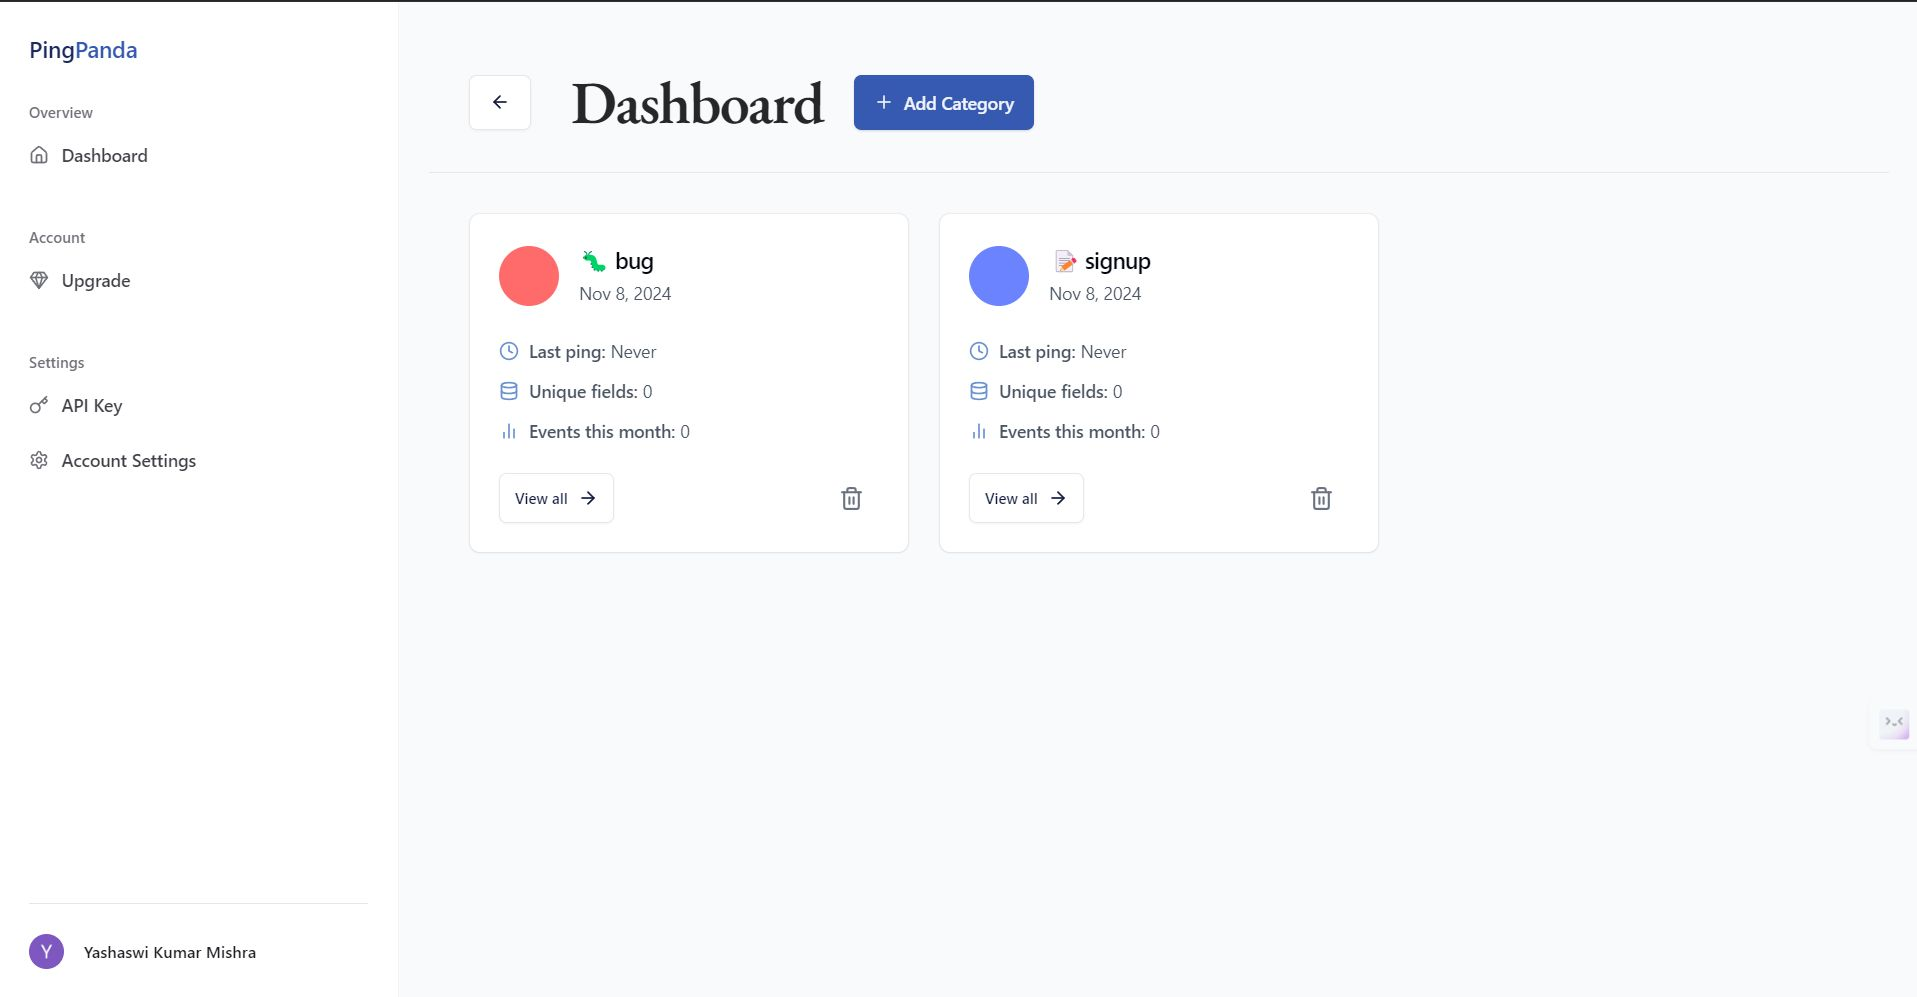 PingPanda
Overview
Dashboard
Account
Upgrade
Settings
API Key
Account Settings
Y
Yashaswi Kumar Mishra
Dashboard
+ Add Category
bug
Nov 8, 2024
Last ping: Never
Unique fields: 0
Events this month: 0
View all
signup
Nov 8, 2024
Last ping: Never
Unique fields: 0
Events this month: 0
View all